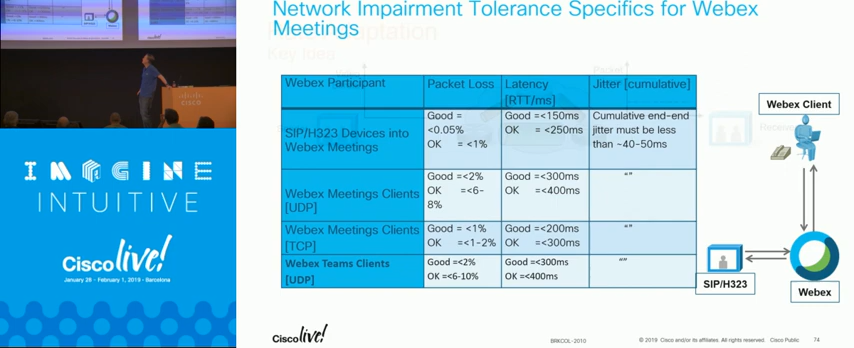 Network Impairment Tolerance Specifics for Webex
Meetings
Key Idea
Webex Participant
Packet Loss
Latency
[RTT/ms]
Jitter [cumulative]
SIP/H323 Devices into
Webex Meetings
Good =
<0.05%
OK = <1%
Good =<150ms
OK = <250ms
Cumulative end-end
jitter must be less
than ~40-50ms
Webex Meetings Clients
[UDP]
Good =<2%
OK =<6-
8%
Good =<300ms
OK =<400ms
“”
Webex Meetings Clients
[TCP]
Good = <1%
OK =<1-2%
Good =<200ms
OK =<300ms
“”
Webex Teams Clients
[UDP]
Good =<2%
OK =<6-10%
Good =<300ms
OK =<400ms
“”
Webex Client
SIP/H323
Webex
IMAGINE
INTUITIVE
Cisco live!
January 28 - February 1, 2019 · Barcelona
Cisco live!
BRKCOL-2010
© 2019 Cisco and/or its affiliates. All rights reserved. Cisco Public
74